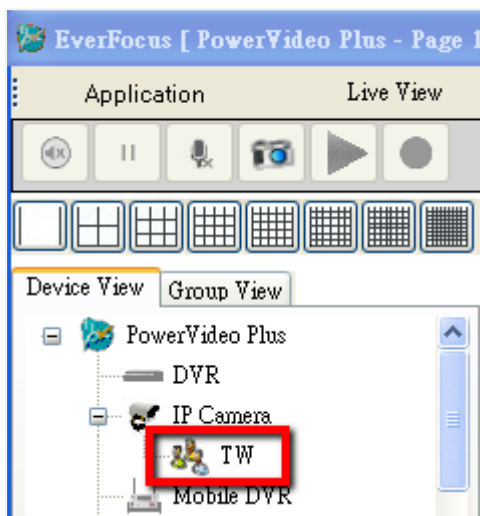 EverFocus [ PowerVideo Plus - Page 1
Application Live View
Device View Group View
PowerVideo Plus
DVR
IP Camera
TW
Mobile DVR